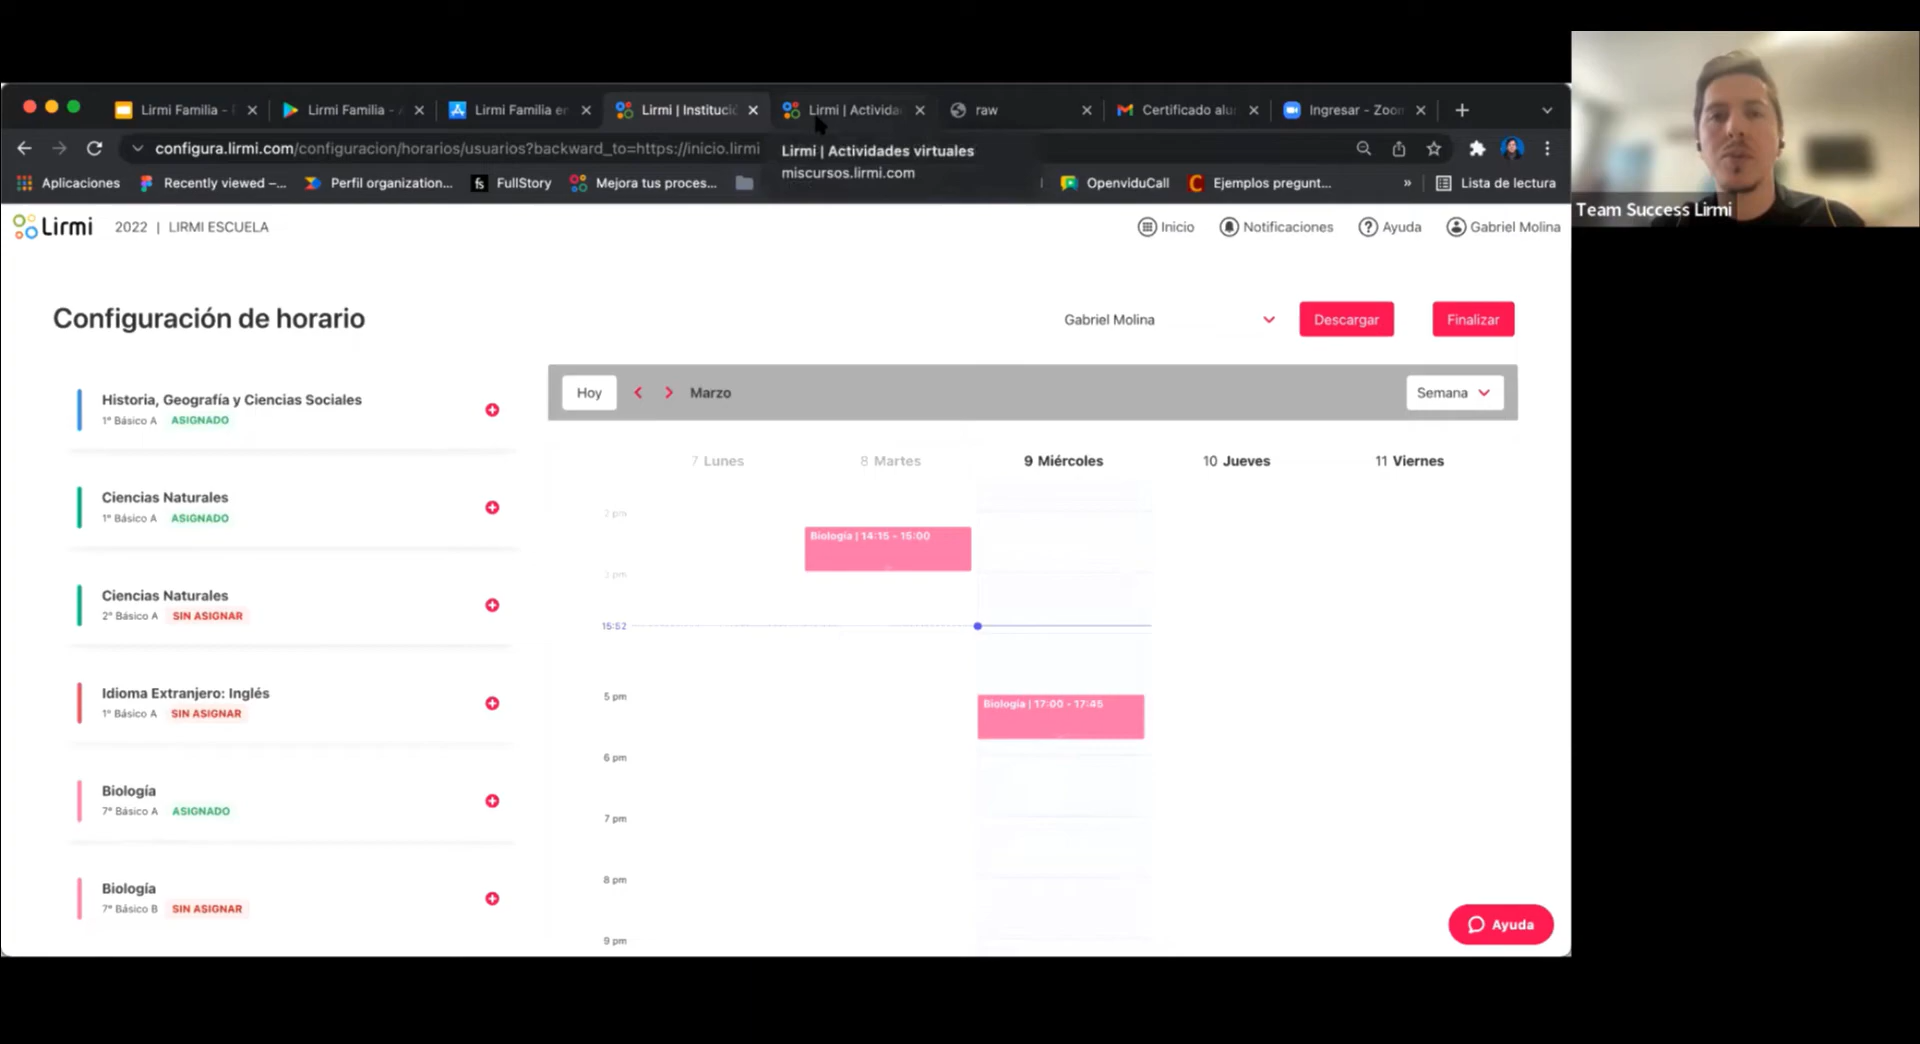 Lirmi Familia -
Lirmi Familia -
Lirmi Familia en
Lirmi | Institució
Lirmi | Activida
raw
Certificado alu
Ingresar - Zoom
configura.lirmi.com/configuracion/horarios/usuarios?backward_to=https://inicio.lirmi
Lirmi | Actividades virtuales
miscursos.lirmi.com
Aplicaciones
Recently viewed –...
Perfil organization...
fs FullStory
Mejora tus proces...
OpenviduCall
Ejemplos pregunt...
»
Lista de lectura
Team Success Lirmi
Lirmi 2022 | LIRMI ESCUELA
Inicio
Notificaciones
Ayuda
Gabriel Molina
Configuración de horario
Gabriel Molina
Descargar
Finalizar
Historia, Geografía y Ciencias Sociales
1° Básico A ASIGNADO
Ciencias Naturales
1° Básico A ASIGNADO
Ciencias Naturales
2° Básico A SIN ASIGNAR
Idioma Extranjero: Inglés
1° Básico A SIN ASIGNAR
Biología
7° Básico A ASIGNADO
Biología
7° Básico B SIN ASIGNAR
Hoy
Marzo
Semana
7 Lunes
8 Martes
9 Miércoles
10 Jueves
11 Viernes
2 pm
Biología | 14:15 - 15:00
3 pm
15:52
5 pm
Biología | 17:00 - 17:45
6 pm
7 pm
8 pm
9 pm
Ayuda